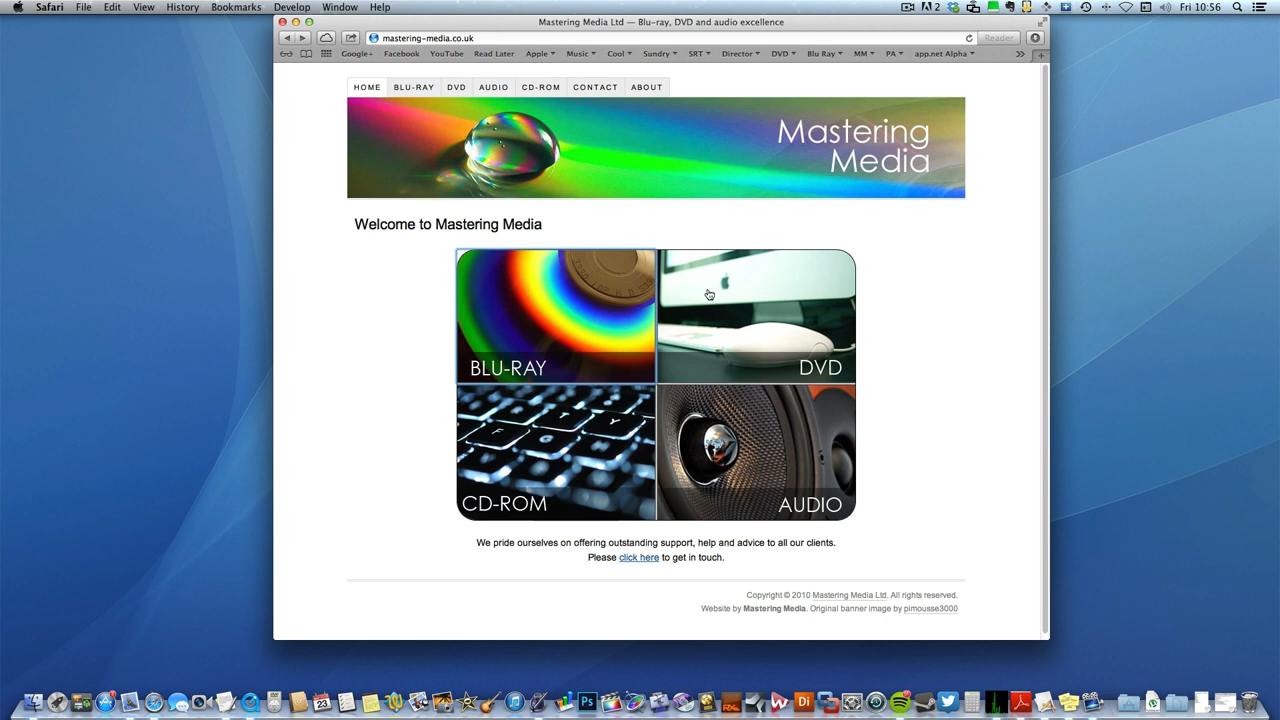 Safari File Edit View History Bookmarks Develop Window Help 2 Fri 10:56
Mastering Media Ltd — Blu-ray, DVD and audio excellence
mastering-media.co.uk Reader
Google+ Facebook YouTube Read Later Apple Music Cool Sundry SRT Director DVD Blu Ray MM PA app.net Alpha
HOME BLU-RAY DVD AUDIO CD-ROM CONTACT ABOUT
Mastering
Media
Welcome to Mastering Media
BLU-RAY DVD
F G T Y
CD-ROM AUDIO
We pride ourselves on offering outstanding support, help and advice to all our clients.
Please click here to get in touch.
Copyright © 2010 Mastering Media Ltd. All rights reserved.
Website by Mastering Media. Original banner image by pimousse3000
23 Ps RX Di